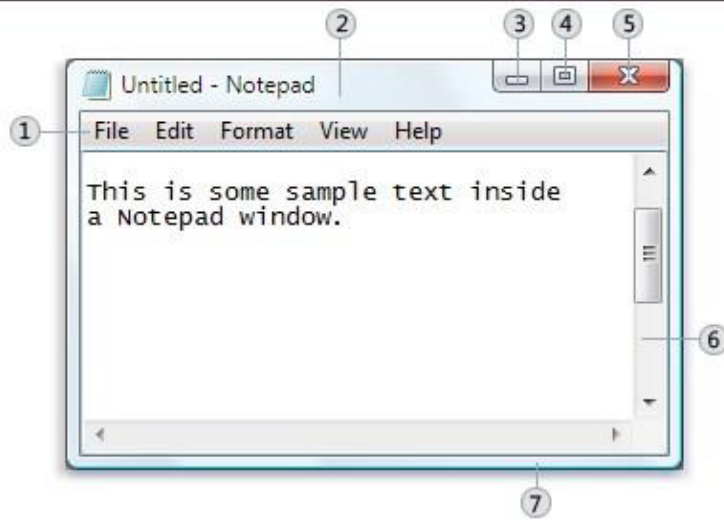 2 3 4 5
Untitled - Notepad
1 File Edit Format View Help
This is some sample text inside
a Notepad window.
6
7